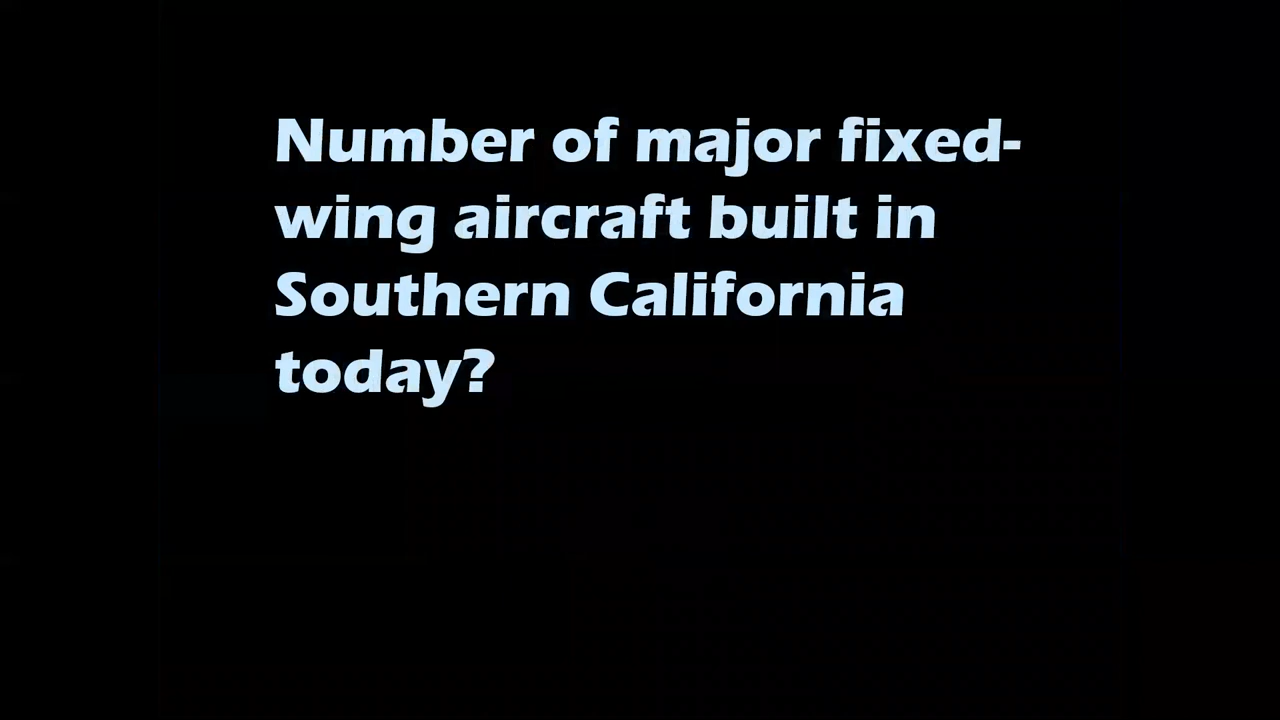 Number of major fixed-
wing aircraft built in
Southern California
today?